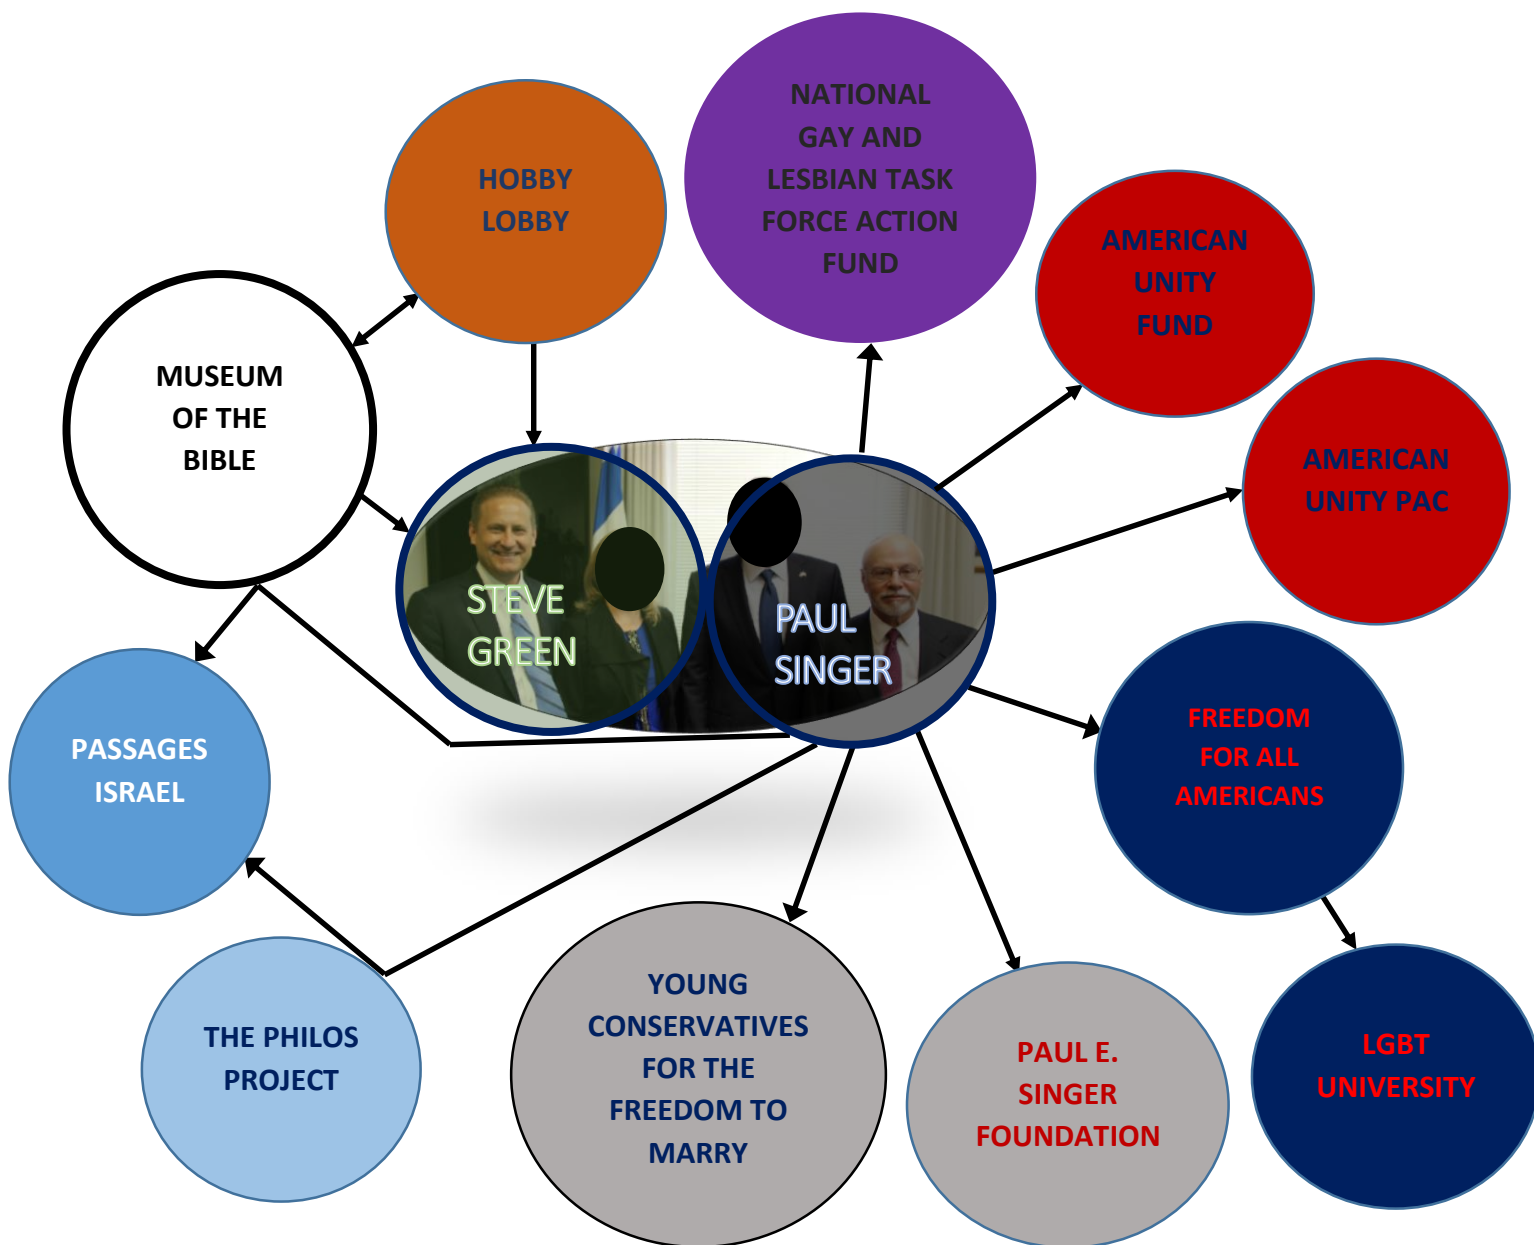 NATIONAL
GAY AND
LESBIAN TASK
FORCE ACTION
FUND
HOBBY
LOBBY
AMERICAN
UNITY
FUND
MUSEUM
OF THE
BIBLE
AMERICAN
UNITY PAC
STEVE
GREEN
PAUL
SINGER
PASSAGES
ISRAEL
FREEDOM
FOR ALL
AMERICANS
THE PHILOS
PROJECT
YOUNG
CONSERVATIVES
FOR THE
FREEDOM TO
MARRY
PAUL E.
SINGER
FOUNDATION
LGBT
UNIVERSITY